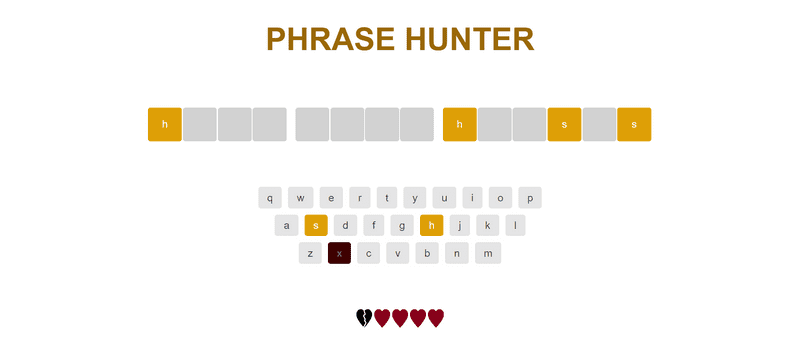 PHRASE HUNTER
h h s s
q w e r t y u i o p
a s d f g h j k l
z x c v b n m